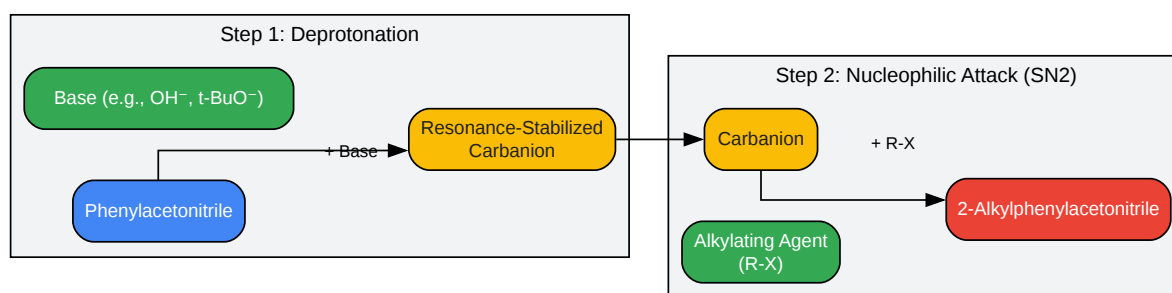 Step 1: Deprotonation
Base (e.g., OH⁻, t-BuO⁻)
+ Base
Resonance-Stabilized
Carbanion
Phenylacetonitrile
Step 2: Nucleophilic Attack (SN2)
Carbanion
+ R-X
2-Alkylphenylacetonitrile
Alkylating Agent
(R-X)